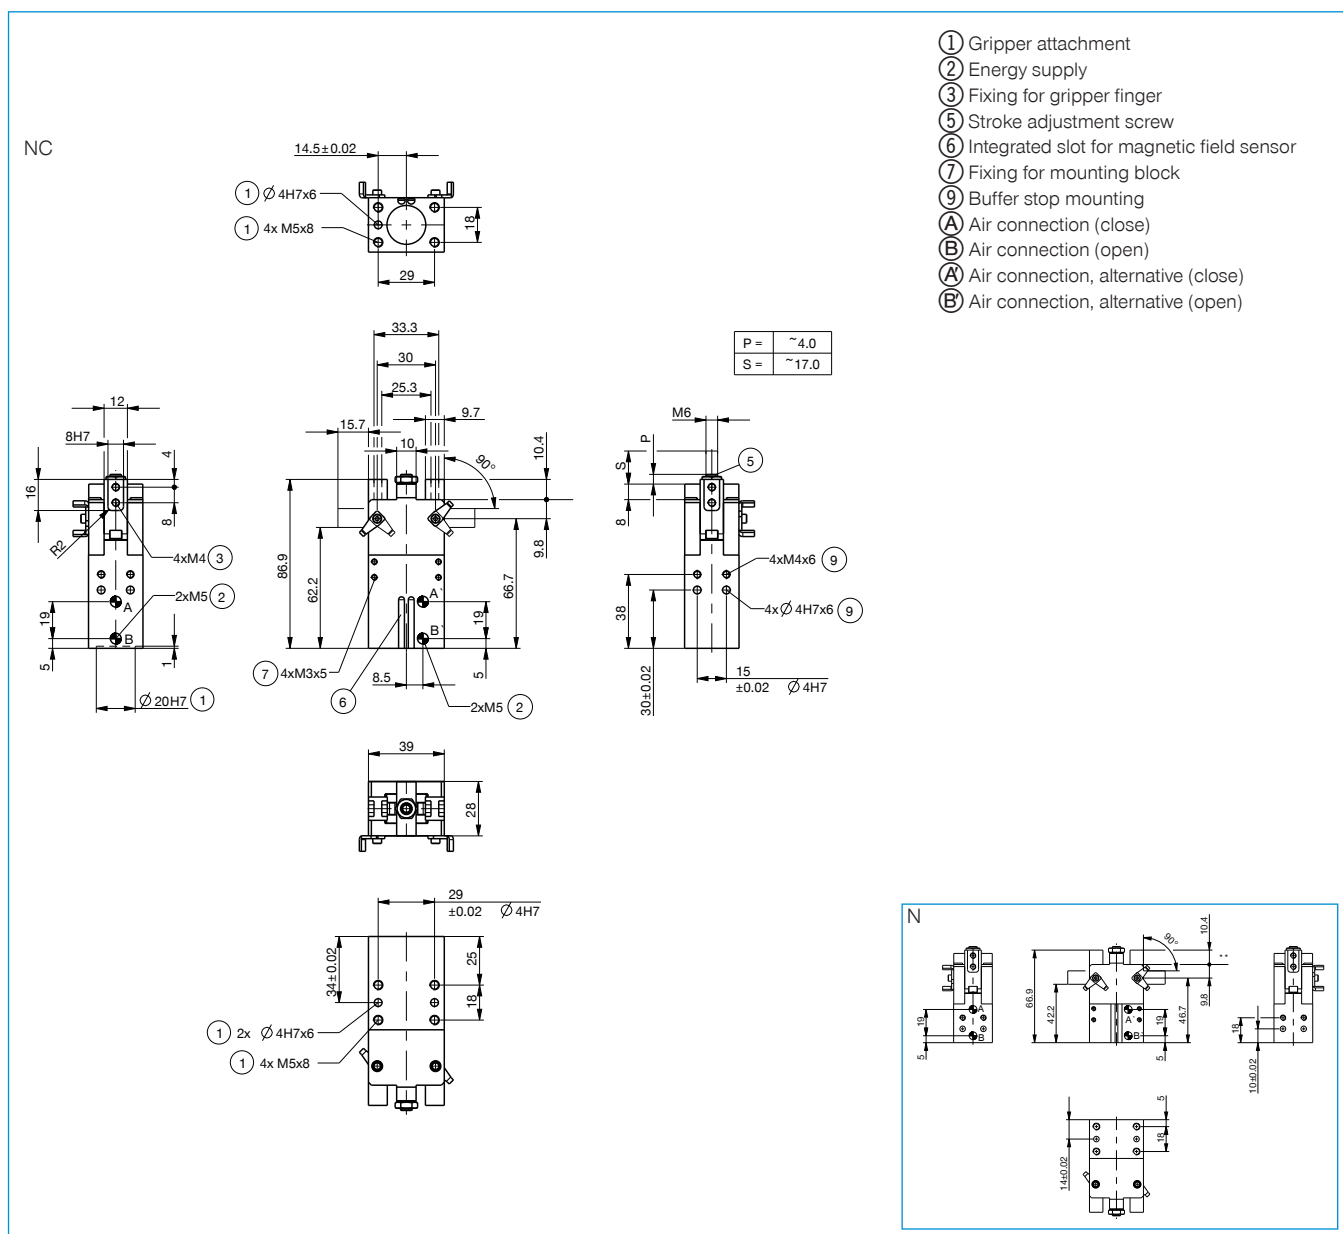 1 Gripper attachment
2 Energy supply
3 Fixing for gripper finger
5 Stroke adjustment screw
6 Integrated slot for magnetic field sensor
7 Fixing for mounting block
9 Buffer stop mounting
A Air connection (close)
B Air connection (open)
A' Air connection, alternative (close)
B' Air connection, alternative (open)
NC
14.5±0.02
1 Ø 4H7x6
1 4x M5x8
18
29
P = ~4.0
S = ~17.0
12
8H7
4
16
8
R2
4xM4 3
2xM5 2
A
B
19
5
1
Ø 20H7 1
33.3
30
25.3
9.7
15.7
10
90°
10.4
9.8
86.9
62.2
66.7
A'
B'
19
5
7 4xM3x5
6
8.5
2xM5 2
M6
P
S
8
5
4xM4x6 9
4x Ø 4H7x6 9
38
30±0.02
15
±0.02 Ø 4H7
39
28
29
±0.02 Ø 4H7
34±0.02
25
18
1 2x Ø 4H7x6
1 4x M5x8
N
19
5
A
B
66.9
42.2
90°
10.4
9.8
46.7
A
A'
B
19
5
18
10±0.02
5
18
14±0.02